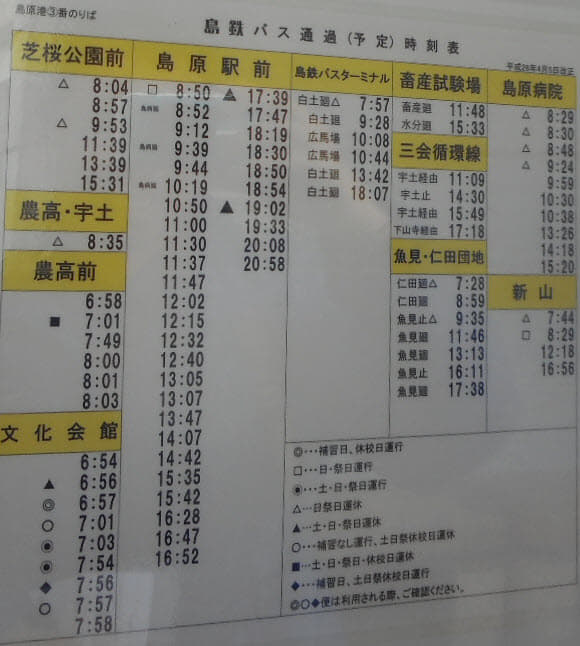 島原港③番のりば
島鉄バス通過(予定)時刻表
平成26年4月5日改正
芝桜公園前
△ 8:04
8:57
△ 9:53
11:39
13:39
15:31
農高・宇土
△ 8:35
農高前
6:58
■ 7:01
7:49
8:00
8:01
8:03
文化会館
6:54
▲ 6:56
◎ 6:57
○ 7:01
◉ 7:03
◉ 7:54
◆ 7:56
○ 7:57
7:58
島原駅前
□ 8:50
島病廻 8:52
9:12
島病廻 9:39
9:44
島病廻 10:19
10:50
11:00
11:30
11:37
11:47
12:02
12:15
12:32
12:40
13:05
13:07
13:47
14:07
14:42
15:35
15:42
16:28
16:47
16:52
▲ 17:39
17:47
18:19
18:30
18:50
18:54
▲ 19:02
19:33
20:08
20:58
島鉄バスターミナル
白土廻△ 7:57
白土廻 9:28
広馬場 10:08
広馬場 10:44
白土廻 13:42
白土廻 18:07
畜産試験場
畜産廻 11:48
水分廻 15:33
三会循環線
宇土経由 11:09
宇土止 14:30
宇土経由 15:49
下山寺経由 17:18
魚見・仁田団地
仁田廻△ 7:28
仁田廻 8:59
魚見止△ 9:35
魚見廻 11:46
魚見廻 13:13
魚見止 16:11
魚見廻 17:38
島原病院
△ 8:29
△ 8:30
△ 8:48
△ 9:24
9:59
10:30
10:38
13:26
14:18
15:20
新山
△ 7:44
□ 8:29
12:18
16:56
◎・・・補習日、休校日運行
□・・・日・祭日運行
◉・・・土・日・祭日運行
△・・・日祭日運休
▲・・・土・日・祭日運休
○・・・補習なし運行、土日祭休校日運休
■・・・土・日・祭日・休校日運休
◆・・・補習日、土日祭休校日運休
◎○◆便は利用される際、ご確認ください。